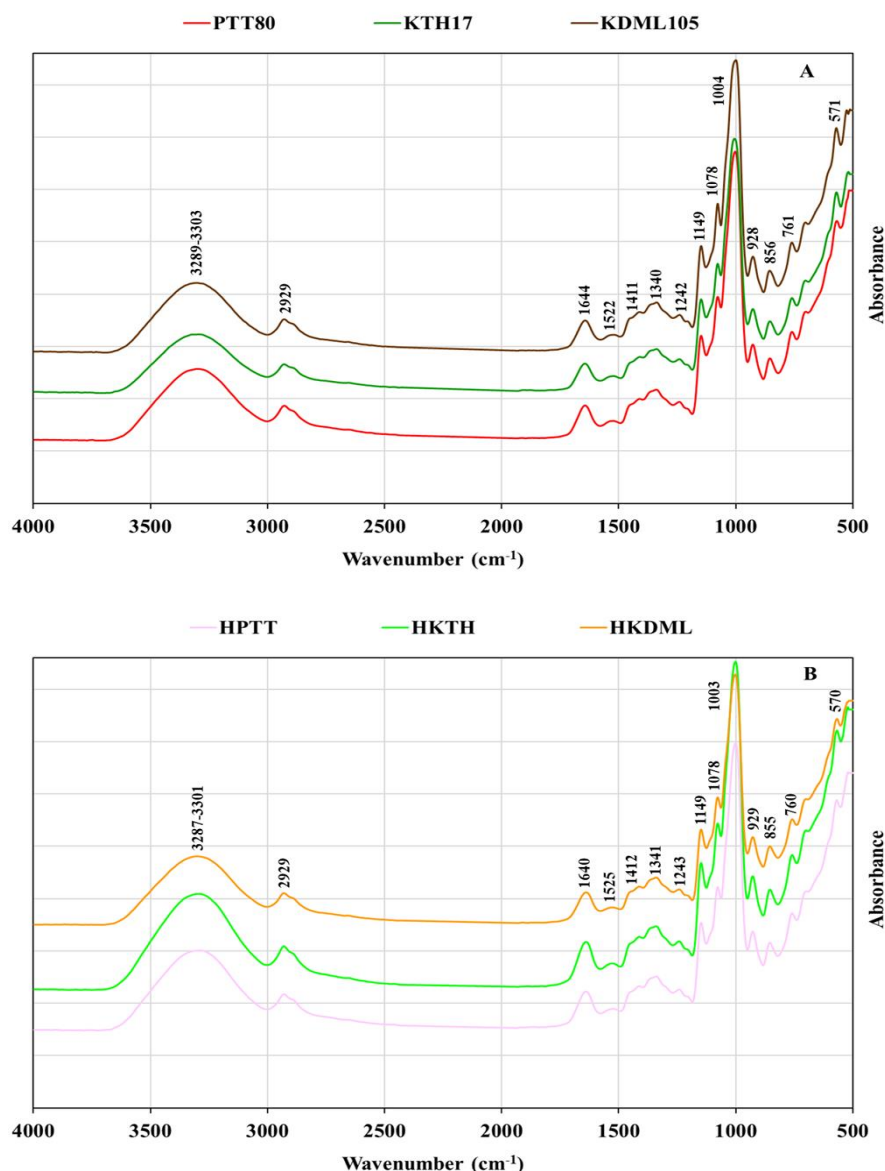 PTT80 KTH17 KDML105
A
3289-3303
2929
1644
1522
1411
1340
1242
1149
1078
1004
928
856
761
571
Absorbance
4000 3500 3000 2500 2000 1500 1000 500
Wavenumber (cm⁻¹)
HPTT HKTH HKDML
B
3287-3301
2929
1640
1525
1412
1341
1243
1149
1078
1003
929
855
760
570
Absorbance
4000 3500 3000 2500 2000 1500 1000 500
Wavenumber (cm⁻¹)